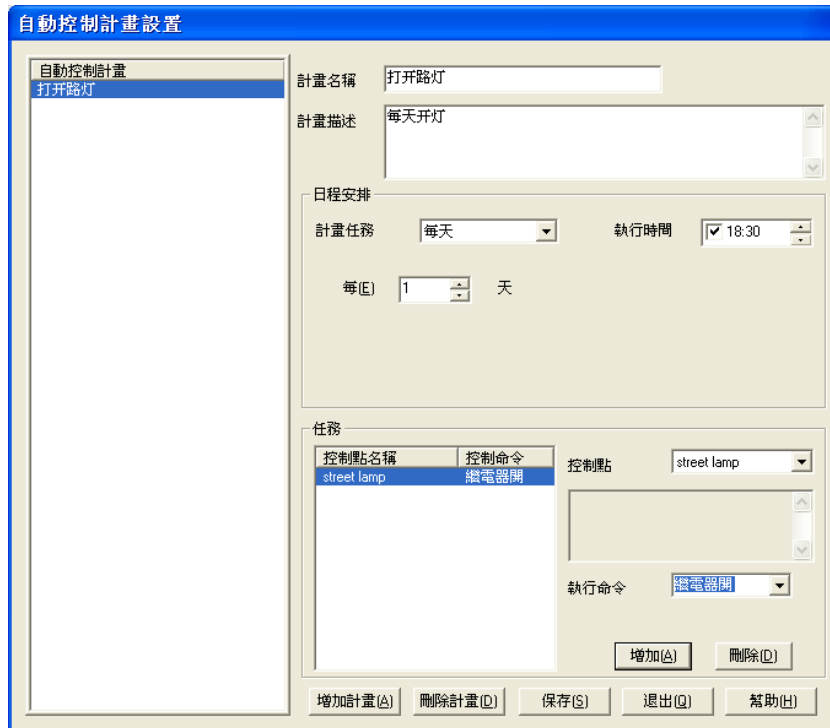 自動控制計畫設置
自動控制計畫
打开路灯
計畫名稱 打开路灯
計畫描述 每天开灯
日程安排
計畫任務 每天 執行時間 18:30
每(E) 1 天
任務
控制點名稱 控制命令
street lamp 繼電器開
控制點 street lamp
執行命令 繼電器開
增加(A) 刪除(D)
增加計畫(A) 刪除計畫(D) 保存(S) 退出(Q) 幫助(H)